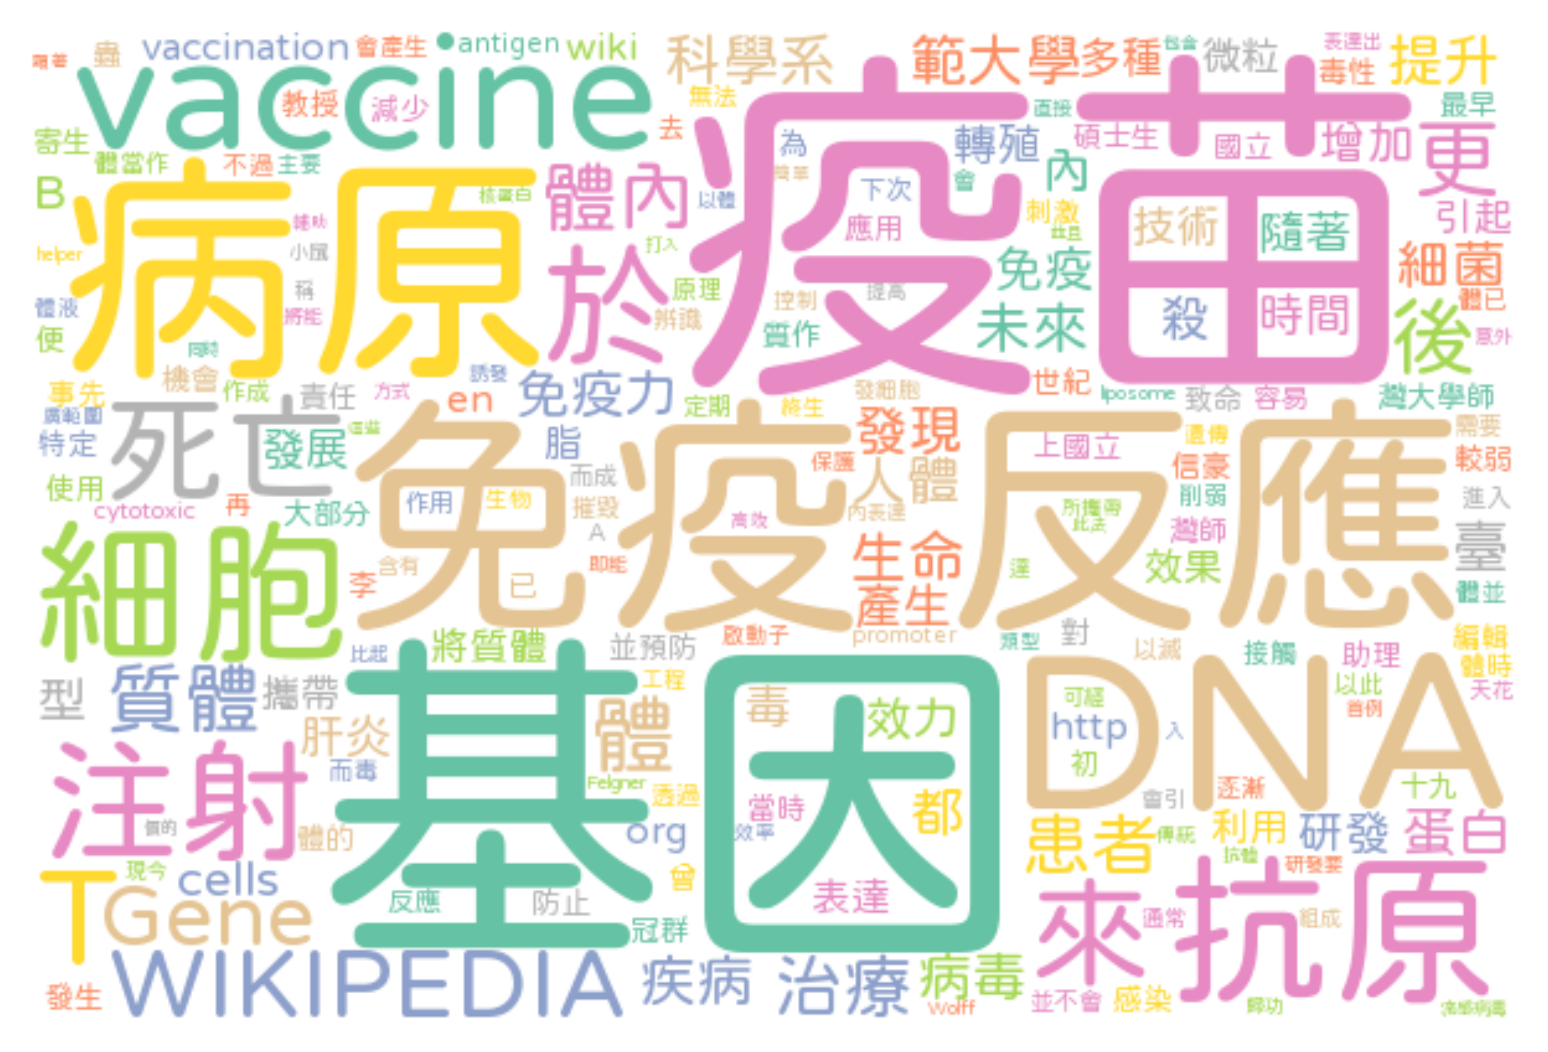 隨著
蟲
vaccination
會產生
antigen
wiki
科學系
範大學
多種
包含
微粒
表達出
毒性
提升
vaccine
教授
減少
無法
去
直接
最早
寄生
體當作
不過
主要
疫苗
為
轉殖
碩士生
國立
增加
更
B
病原
核蛋白
體內
以體
下次
會
內
簡單
技術
隨著
引起
輔助
小鼠
helper
打入
應用
刺激
並且
免疫
細菌
體液
稱
將能
於
原理
辨識
控制
提高
質作
未來
殺
時間
體已
後
意外
便
同時
誘發
事先
機會
作成
責任
方式
en
免疫力
定期
終生
發細胞
世紀
liposome
致命
容易
灣大學師
廣範圍
特定
死亡
發展
這些
脂
發現
上國立
遺傳
需要
信豪
較弱
使用
cytotoxic
再
大部分
免疫反應
作用
生物
而成
摧毀
A
保護
人體
內表達
高效
所攜帶
此法
削弱
進入
灣師
臺
細胞
李
含有
已
即能
生命
產生
達
效果
體並
比起
將質體
並預防
啟動子
promoter
類型
對
以滅
接觸
助理
編輯
體時
型
質體
攜帶
基因
工程
毒
效力
DNA
可經
http
入
初
以此
首例
天花
肝炎
而毒
體
Felgner
透過
當時
都
會引
逐漸
十九
注射
個的
體的
org
效率
患者
傳統
利用
研發
蛋白
抗體
研發要
T
現今
cells
Gene
反應
防止
曾
冠群
表達
來
通常
抗原
組成
發生
WIKIPEDIA
疾病
治療
病毒
Wolff
並不會
感染
歸功
流感病毒